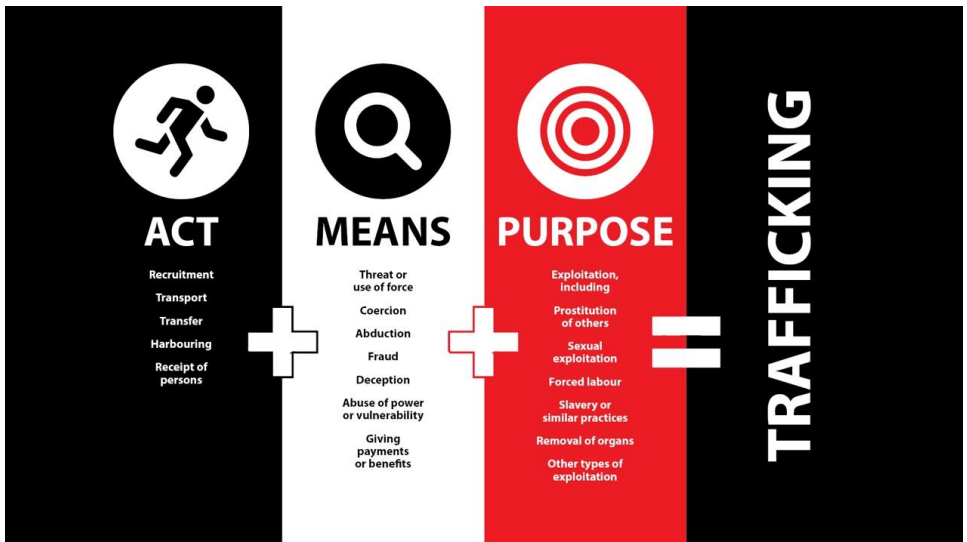 ACT
Recruitment
Transport
Transfer
Harbouring
Receipt of
persons
MEANS
Threat or
use of force
Coercion
Abduction
Fraud
Deception
Abuse of power
or vulnerability
Giving
payments
or benefits
PURPOSE
Exploitation,
including
Prostitution
of others
Sexual
exploitation
Forced labour
Slavery or
similar practices
Removal of organs
Other types of
exploitation
TRAFFICKING